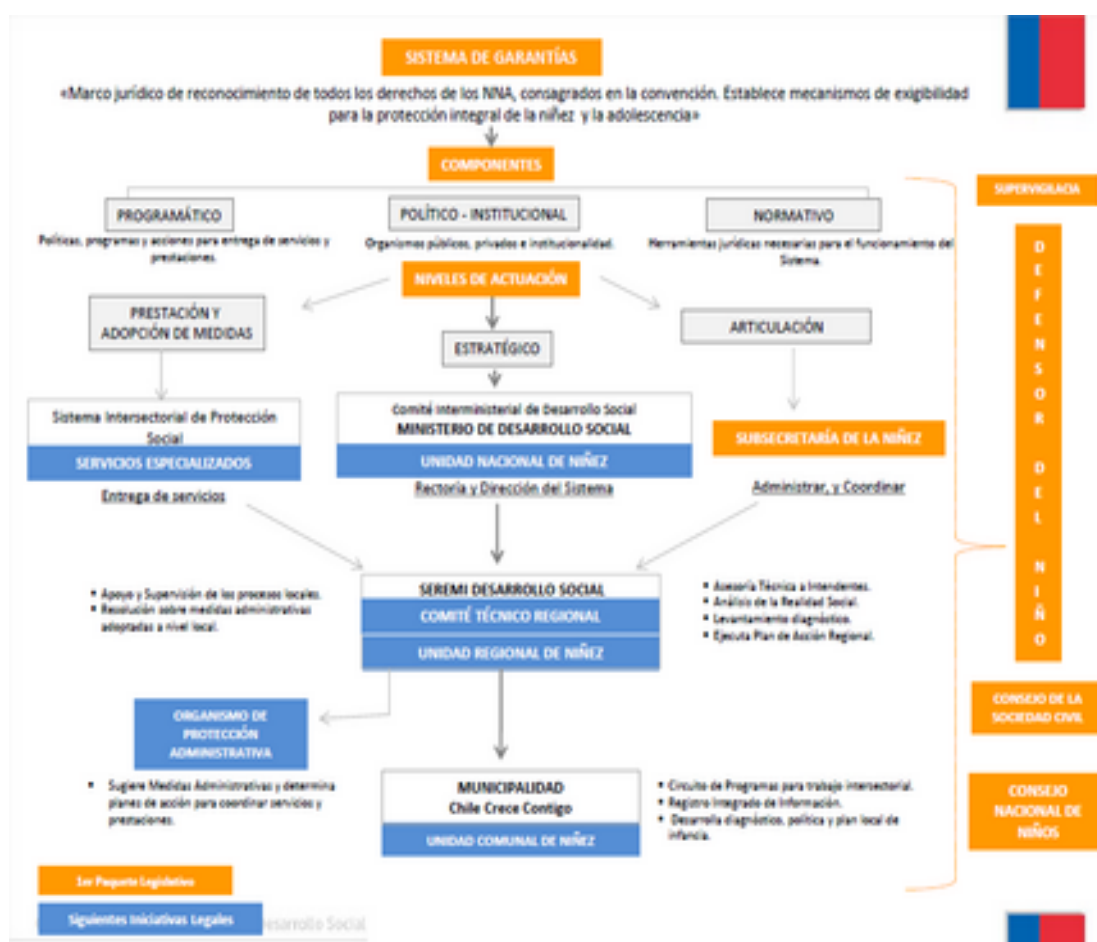 SISTEMA DE GARANTÍAS
«Marco jurídico de reconocimiento de todos los derechos de los NNA, consagrados en la convención. Establece mecanismos de exigibilidad
para la protección integral de la niñez y la adolescencia»
COMPONENTES
SUPERVIGILACIA
PROGRAMÁTICO
Políticas, programas y acciones para entrega de servicios y
prestaciones.
POLÍTICO - INSTITUCIONAL
Organismos públicos, privados e institucionalidad.
NORMATIVO
Herramientas jurídicas necesarias para el funcionamiento del
Sistema.
NIVELES DE ACTUACIÓN
PRESTACIÓN Y
ADOPCIÓN DE MEDIDAS
ESTRATÉGICO
ARTICULACIÓN
DEFENSOR DEL NIÑO
Sistema Intersectorial de Protección
Social
SERVICIOS ESPECIALIZADOS
Entrega de servicios
Comité Interministerial de Desarrollo Social
MINISTERIO DE DESARROLLO SOCIAL
UNIDAD NACIONAL DE NIÑEZ
Rectoría y Dirección del Sistema
SUBSECRETARÍA DE LA NIÑEZ
Administrar, y Coordinar
▪ Apoyo y Supervisión de los procesos locales.
▪ Resolución sobre medidas administrativas
adoptadas a nivel local.
SEREMI DESARROLLO SOCIAL
COMITÉ TÉCNICO REGIONAL
UNIDAD REGIONAL DE NIÑEZ
▪ Asesoría Técnica a Intendentes.
▪ Análisis de la Realidad Social.
▪ Levantamiento diagnóstico.
▪ Ejecuta Plan de Acción Regional.
CONSEJO DE LA
SOCIEDAD CIVIL
ORGANISMO DE
PROTECCIÓN
ADMINISTRATIVA
▪ Sugiere Medidas Administrativas y determina
planes de acción para coordinar servicios y
prestaciones.
MUNICIPALIDAD
Chile Crece Contigo
UNIDAD COMUNAL DE NIÑEZ
▪ Circuito de Programas para trabajo intersectorial.
▪ Registro Integrado de Información.
▪ Desarrolla diagnóstico, política y plan local de
infancia.
CONSEJO
NACIONAL DE
NIÑOS
1er Paquete Legislativo
Siguientes Iniciativas Legales
esarrollo Social